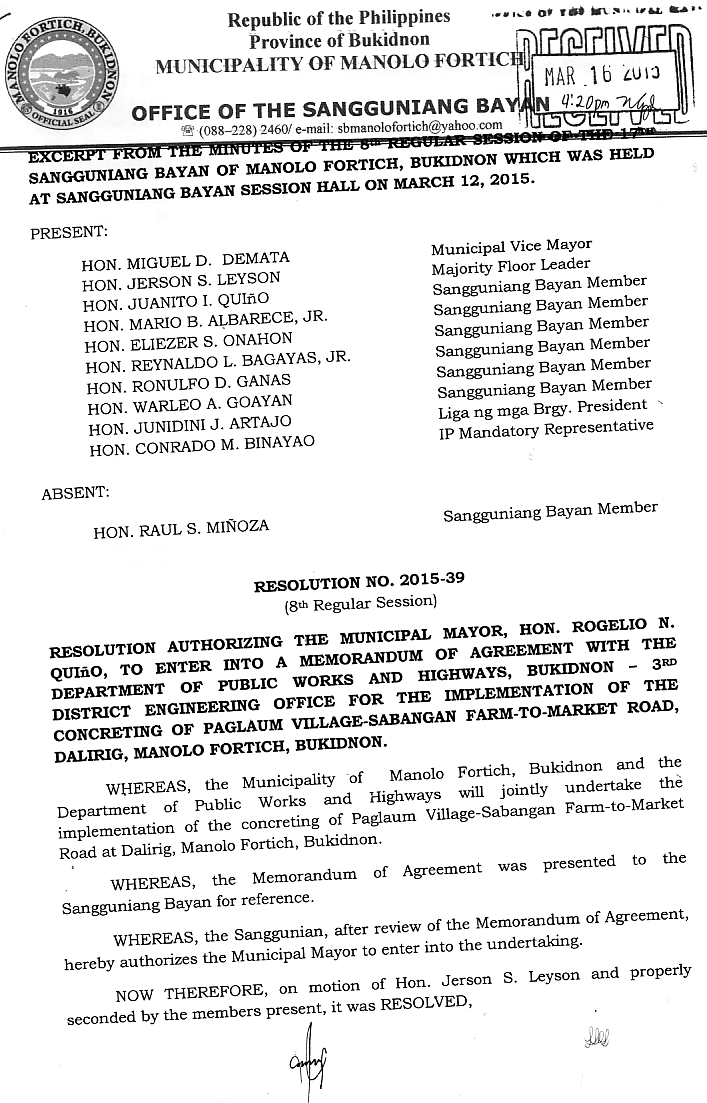 Republic of the Philippines
Province of Bukidnon
MUNICIPALITY OF MANOLO FORTICH
OFFICE OF THE SANGGUNIANG BAYAN
☏ (088–228) 2460/ e-mail: sbmanolofortich@yahoo.com
MANOLO FORTICH, BUKIDNON
1916
OFFICIAL SEAL
OFFICE OF THE MUNICIPAL
RECEIVED
MAR 16 2015
4:20pm
EXCERPT FROM THE MINUTES OF THE 8th REGULAR SESSION OF THE 17TH
SANGGUNIANG BAYAN OF MANOLO FORTICH, BUKIDNON WHICH WAS HELD
AT SANGGUNIANG BAYAN SESSION HALL ON MARCH 12, 2015.
PRESENT:
HON. MIGUEL D. DEMATA Municipal Vice Mayor
HON. JERSON S. LEYSON Majority Floor Leader
HON. JUANITO I. QUIñO Sangguniang Bayan Member
HON. MARIO B. ALBARECE, JR. Sangguniang Bayan Member
HON. ELIEZER S. ONAHON Sangguniang Bayan Member
HON. REYNALDO L. BAGAYAS, JR. Sangguniang Bayan Member
HON. RONULFO D. GANAS Sangguniang Bayan Member
HON. WARLEO A. GOAYAN Sangguniang Bayan Member
HON. JUNIDINI J. ARTAJO Liga ng mga Brgy. President
HON. CONRADO M. BINAYAO IP Mandatory Representative
ABSENT:
HON. RAUL S. MIÑOZA Sangguniang Bayan Member
RESOLUTION NO. 2015-39
(8th Regular Session)
RESOLUTION AUTHORIZING THE MUNICIPAL MAYOR, HON. ROGELIO N.
QUIñO, TO ENTER INTO A MEMORANDUM OF AGREEMENT WITH THE
DEPARTMENT OF PUBLIC WORKS AND HIGHWAYS, BUKIDNON – 3RD
DISTRICT ENGINEERING OFFICE FOR THE IMPLEMENTATION OF THE
CONCRETING OF PAGLAUM VILLAGE-SABANGAN FARM-TO-MARKET ROAD,
DALIRIG, MANOLO FORTICH, BUKIDNON.
WHEREAS, the Municipality of Manolo Fortich, Bukidnon and the
Department of Public Works and Highways will jointly undertake the
implementation of the concreting of Paglaum Village-Sabangan Farm-to-Market
Road at Dalirig, Manolo Fortich, Bukidnon.
WHEREAS, the Memorandum of Agreement was presented to the
Sangguniang Bayan for reference.
WHEREAS, the Sanggunian, after review of the Memorandum of Agreement,
hereby authorizes the Municipal Mayor to enter into the undertaking.
NOW THEREFORE, on motion of Hon. Jerson S. Leyson and properly
seconded by the members present, it was RESOLVED,